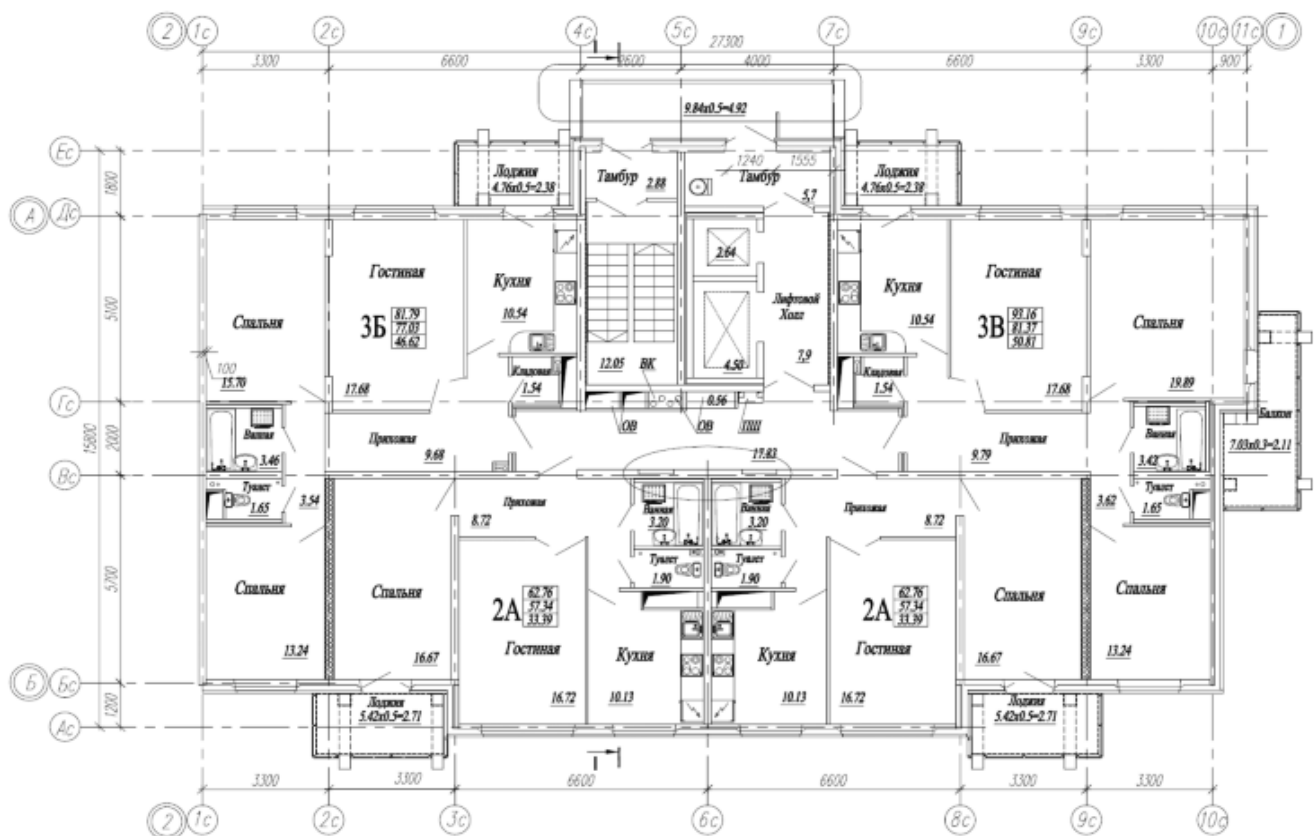 2 1с 2с 4с 5с 7с 9с 10с 11с 1
27300
3300 6600 2600 4000 6600 3300 900
I
9.84х0.5=4.92
Ес
1800
Лоджия
4.76х0.5=2.38
Тамбур
2.88
1240 1555
Тамбур
5,7
Лоджия
4.76х0.5=2.38
А Дс
5100
Спальня
15.70
100
Гостиная
3Б
81.79
77.03
46.62
17.68
Кухня
10.54
Кладовая
1.54
12.05
ВК
2.64
4.50
Лифтовой
Холл
7,9
Кухня
10.54
Кладовая
1.54
Гостиная
3В
93.16
81.37
50.81
17.68
Спальня
19.89
Гс
15800
2000
Ванная
3.46
Прихожая
9.68
ОВ
ОВ
0.56
ПШ
17.83
Прихожая
9.79
Ванная
3.42
Балкон
7.03х0.3=2.11
Вс
Туалет
1.65
3.54
Прихожая
8.72
Ванная
3.20
Ванная
3.20
Прихожая
8.72
3.62
Туалет
1.65
5700
Туалет
1.90
Туалет
1.90
Спальня
13.24
Спальня
16.67
2А
62.76
57.34
33.39
Гостиная
16.72
Кухня
10.13
Кухня
10.13
2А
62.76
57.34
33.39
Гостиная
16.72
Спальня
16.67
Спальня
13.24
Б Бс
1200
Лоджия
5.42х0.5=2.71
Лоджия
5.42х0.5=2.71
Ас
I
3300 3300 6600 6600 3300 3300
2 1с 2с 3с 6с 8с 9с 10с